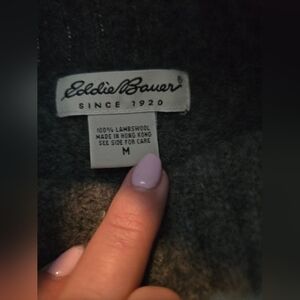 Eddie Bauer
SINCE 1920
100% LAMBSWOOL
MADE IN HONG KONG
SEE SIDE FOR CARE
M